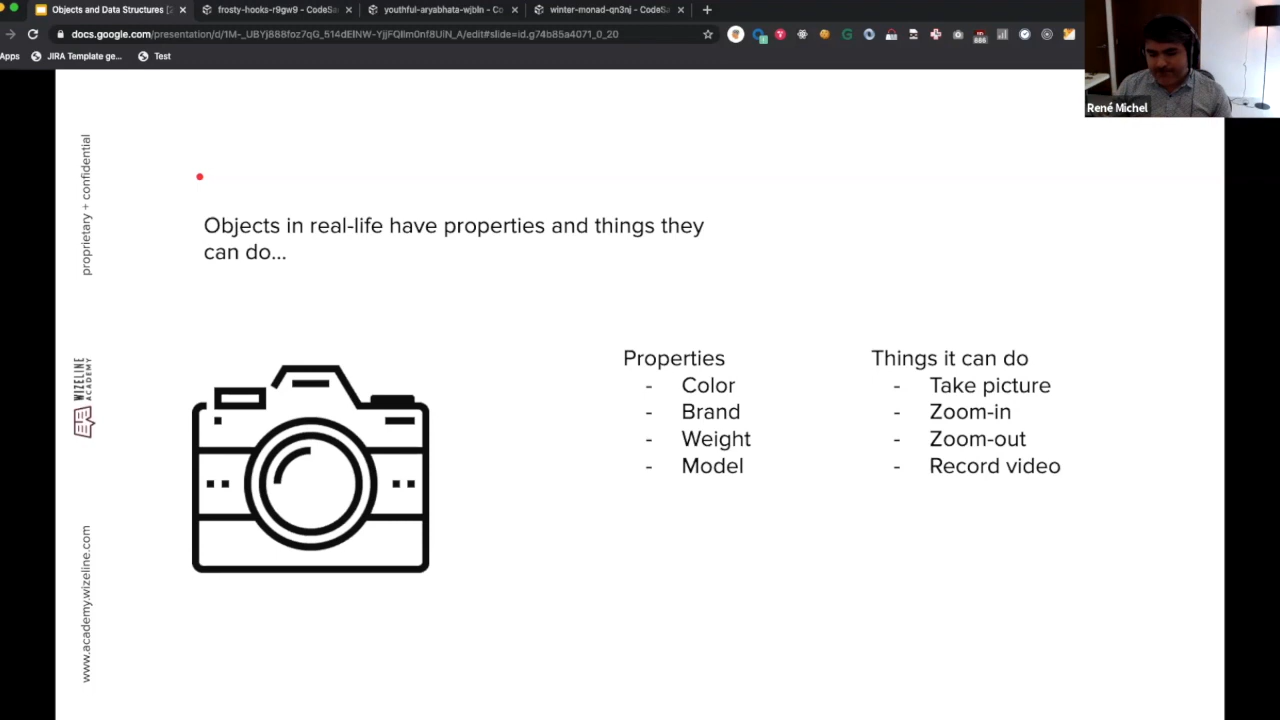 Objects and Data Structures [2
frosty-hooks-r9gw9 - CodeSa
youthful-aryabhata-wjbln - Co
winter-monad-qn3nj - CodeSa
Apps
JIRA Template ge...
Test
René Michel
proprietary + confidential
WIZELINE
ACADEMY
www.academy.wizeline.com
Objects in real-life have properties and things they
can do...
Properties
- Color
- Brand
- Weight
- Model
Things it can do
- Take picture
- Zoom-in
- Zoom-out
- Record video